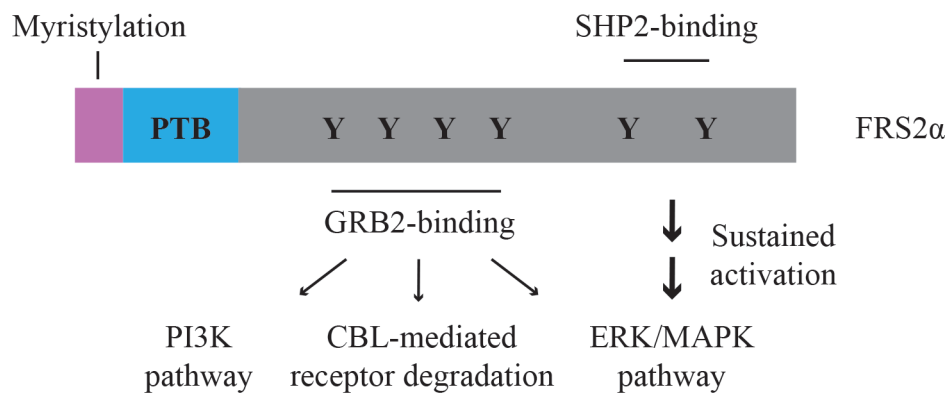 Myristylation
SHP2-binding
PTB Y Y Y Y Y Y FRS2α
GRB2-binding
Sustained
activation
PI3K
pathway
CBL-mediated
receptor degradation
ERK/MAPK
pathway